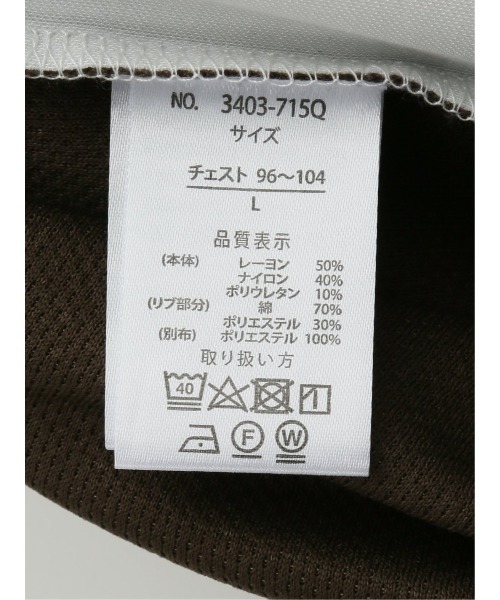 NO. 3403-715Q
サイズ
チェスト 96～104
L
品質表示
(本体) レーヨン 50%
ナイロン 40%
ポリウレタン 10%
(リブ部分) 綿 70%
ポリエステル 30%
(別布) ポリエステル 100%
取り扱い方
40
F W